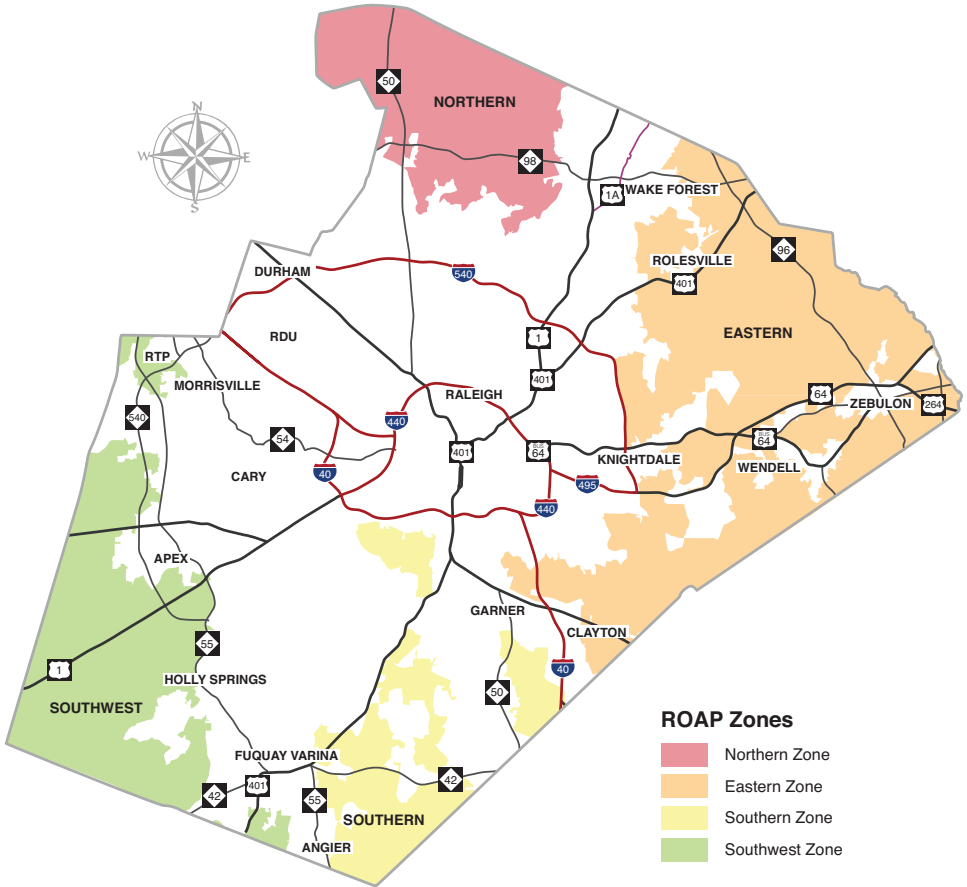 50
NORTHERN
N
W
E
S
98
1A
WAKE FOREST
96
ROLESVILLE
401
DURHAM
540
EASTERN
RDU
1
RTP
MORRISVILLE
401
RALEIGH
64
ZEBULON
264
540
440
54
401
BUS
64
BUS
64
KNIGHTDALE
WENDELL
CARY
40
495
440
APEX
GARNER
CLAYTON
55
1
40
HOLLY SPRINGS
50
SOUTHWEST
FUQUAY VARINA
42
401
42
55
SOUTHERN
ANGIER
ROAP Zones
Northern Zone
Eastern Zone
Southern Zone
Southwest Zone